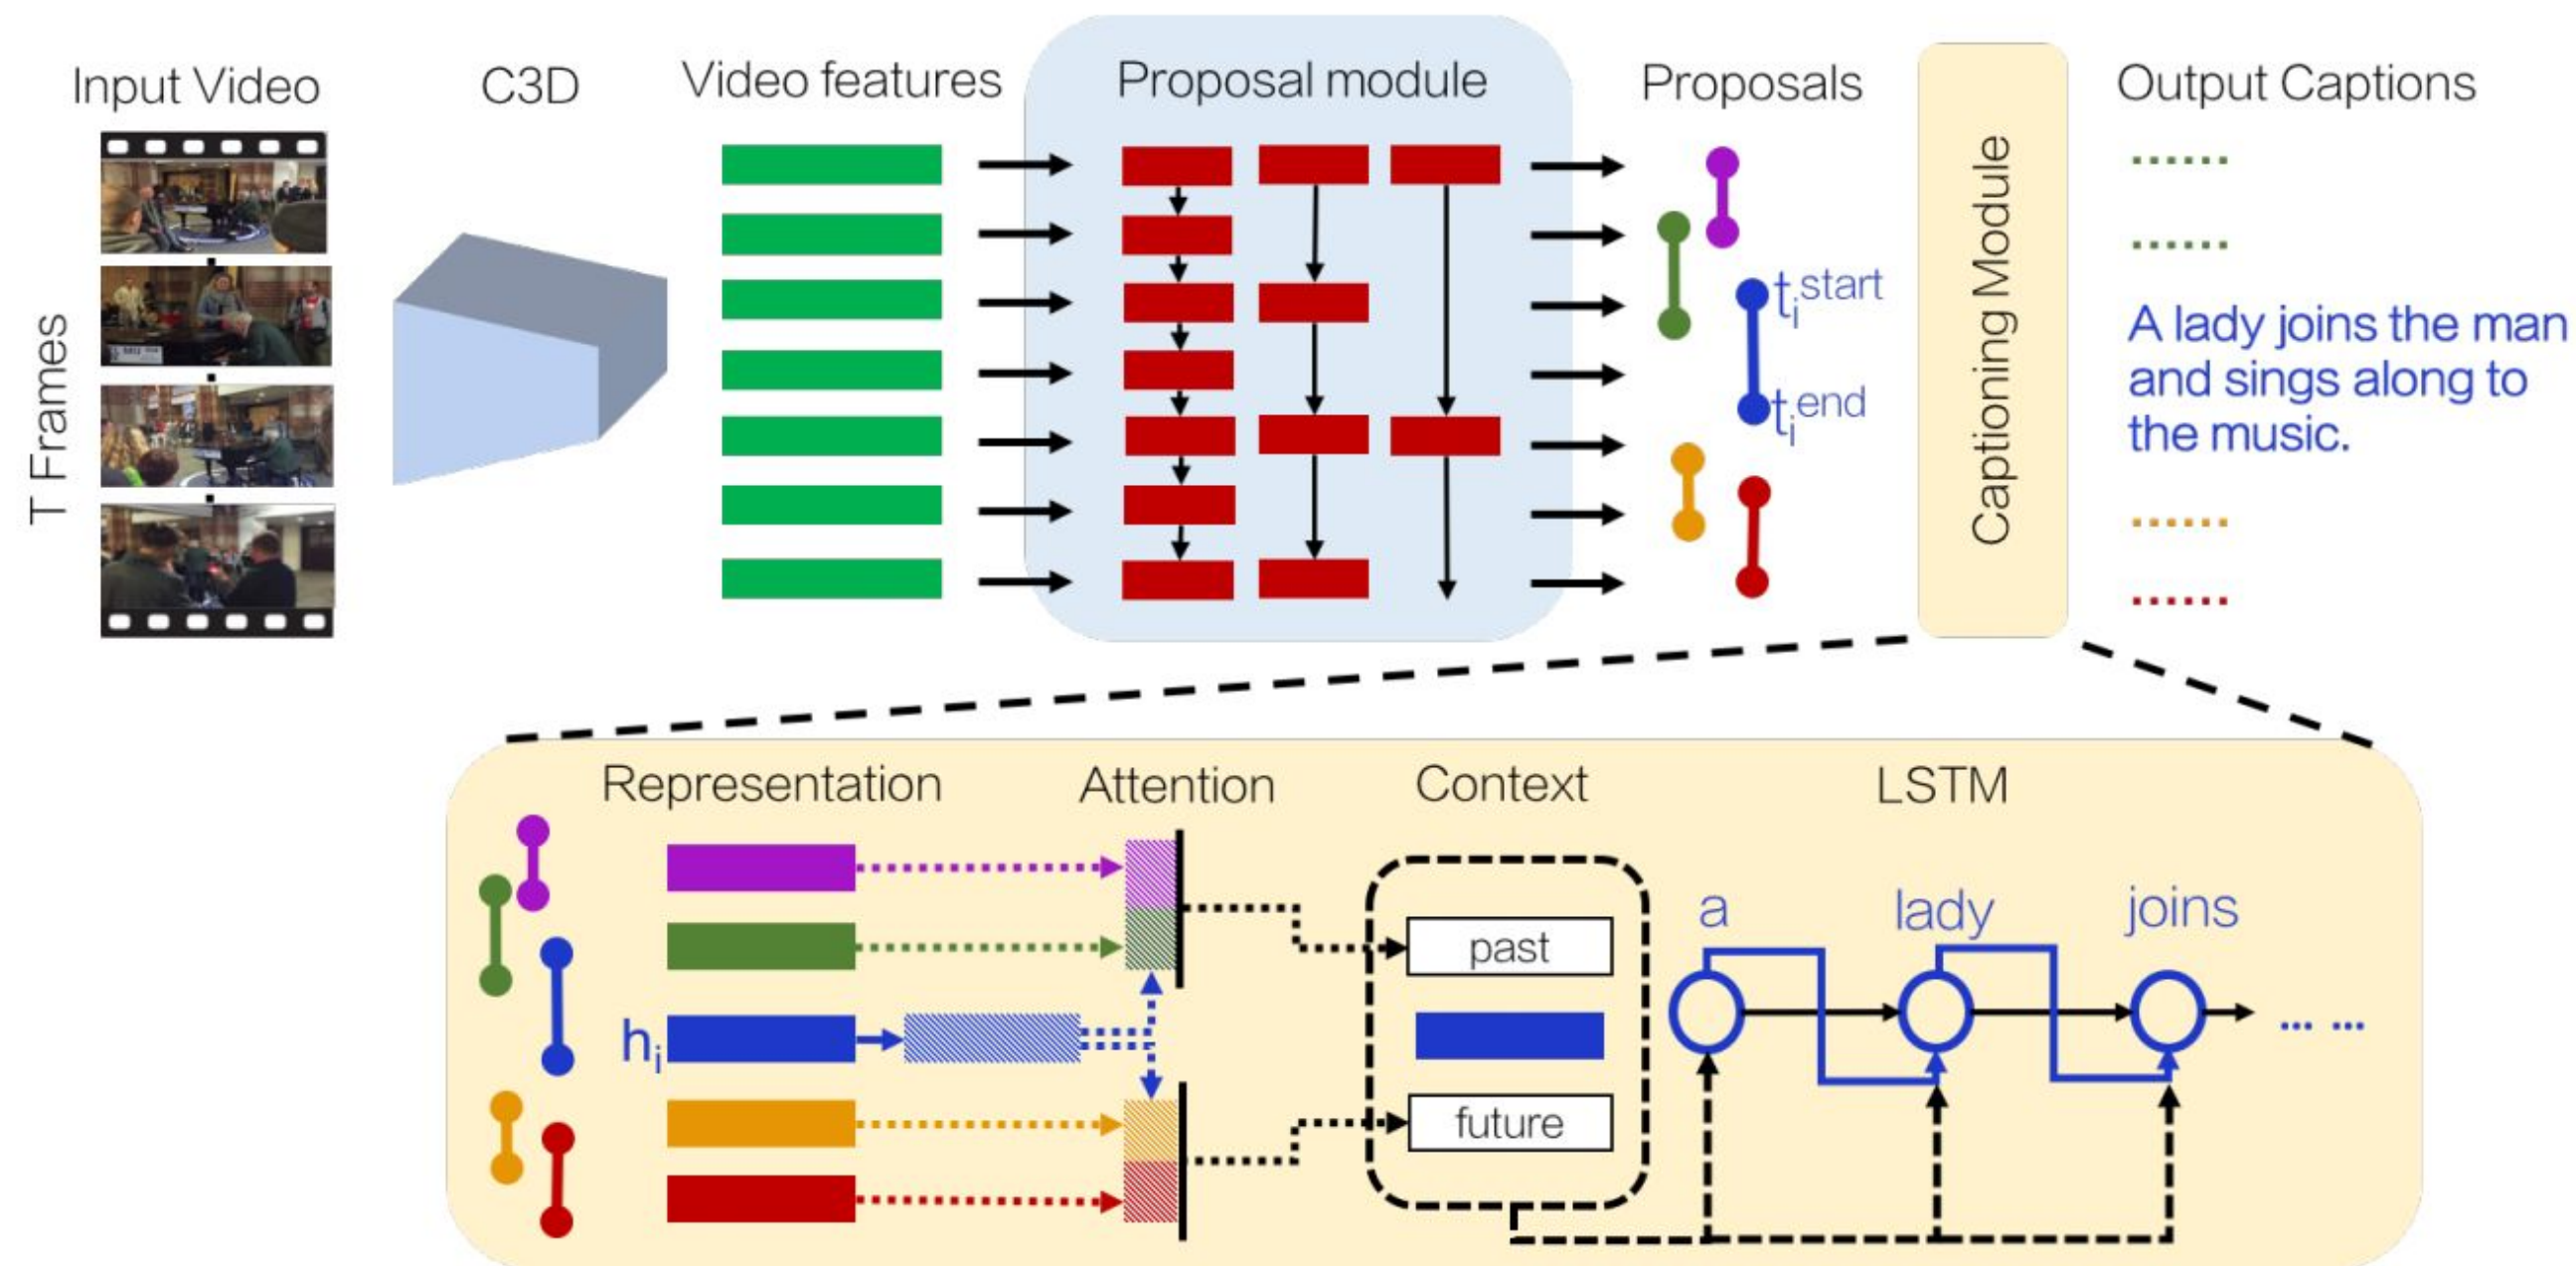 Input Video
C3D
Video features
Proposal module
Proposals
Output Captions
T Frames
t_i^start
t_i^end
Captioning Module
......
......
A lady joins the man
and sings along to
the music.
......
......
Representation
Attention
Context
LSTM
h_i
past
future
a
lady
joins
... ...